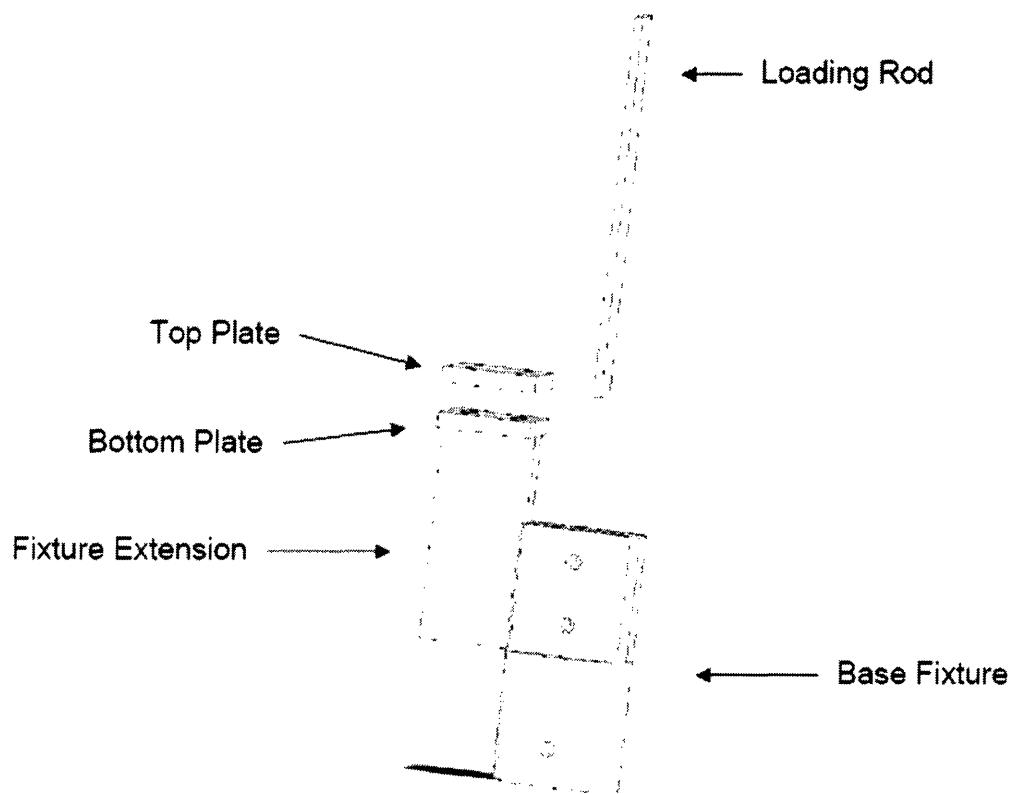 Loading Rod
Top Plate
Bottom Plate
Fixture Extension
Base Fixture